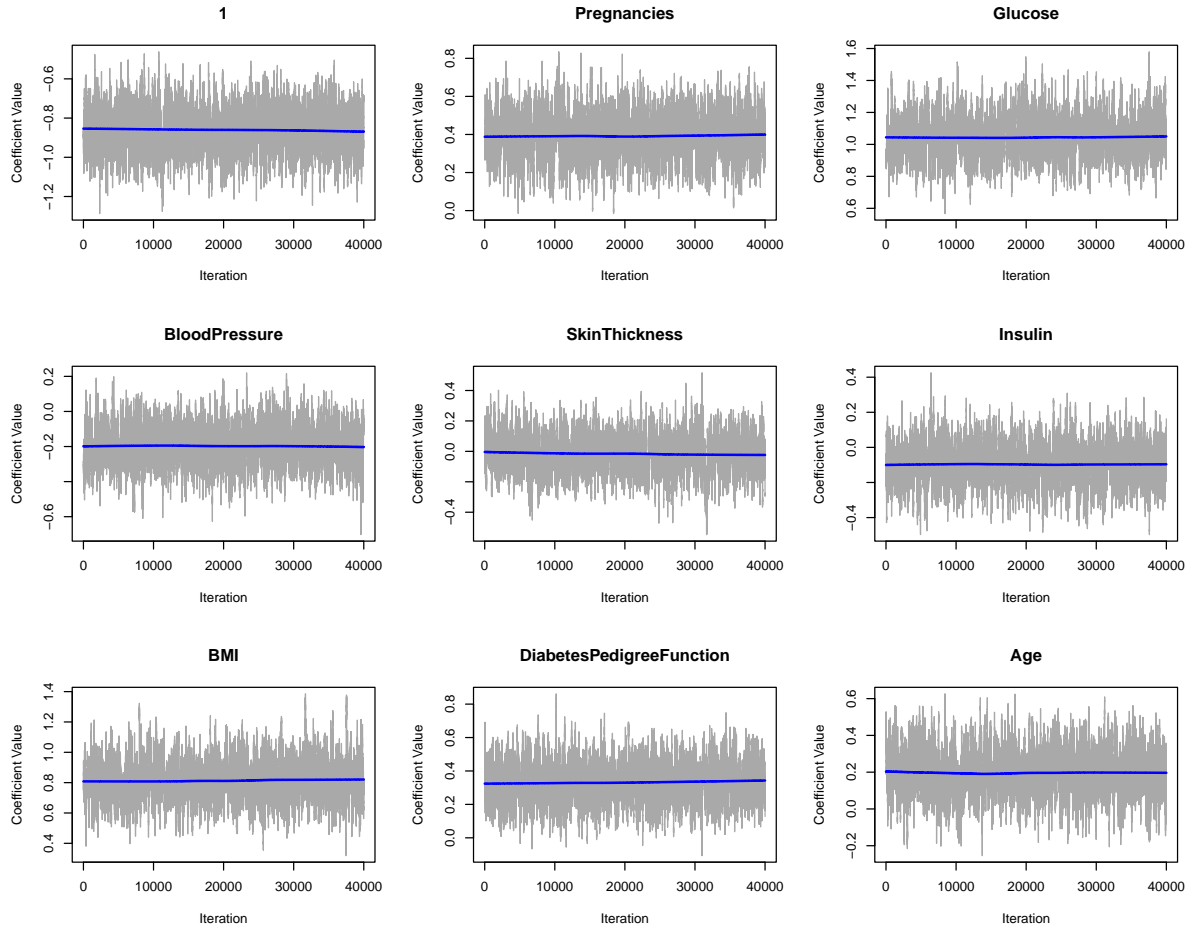 1
Coefficient Value
−0.6
−0.8
−1.0
−1.2
0 10000 20000 30000 40000
Iteration
Pregnancies
Coefficient Value
0.8
0.6
0.4
0.2
0.0
0 10000 20000 30000 40000
Iteration
Glucose
Coefficient Value
1.6
1.4
1.2
1.0
0.8
0.6
0 10000 20000 30000 40000
Iteration
BloodPressure
Coefficient Value
0.2
0.0
−0.2
−0.6
0 10000 20000 30000 40000
Iteration
SkinThickness
Coefficient Value
0.4
0.0
−0.4
0 10000 20000 30000 40000
Iteration
Insulin
Coefficient Value
0.4
0.0
−0.4
0 10000 20000 30000 40000
Iteration
BMI
Coefficient Value
1.4
1.2
1.0
0.8
0.6
0.4
0 10000 20000 30000 40000
Iteration
DiabetesPedigreeFunction
Coefficient Value
0.8
0.6
0.4
0.2
0.0
0 10000 20000 30000 40000
Iteration
Age
Coefficient Value
0.6
0.4
0.2
0.0
−0.2
0 10000 20000 30000 40000
Iteration